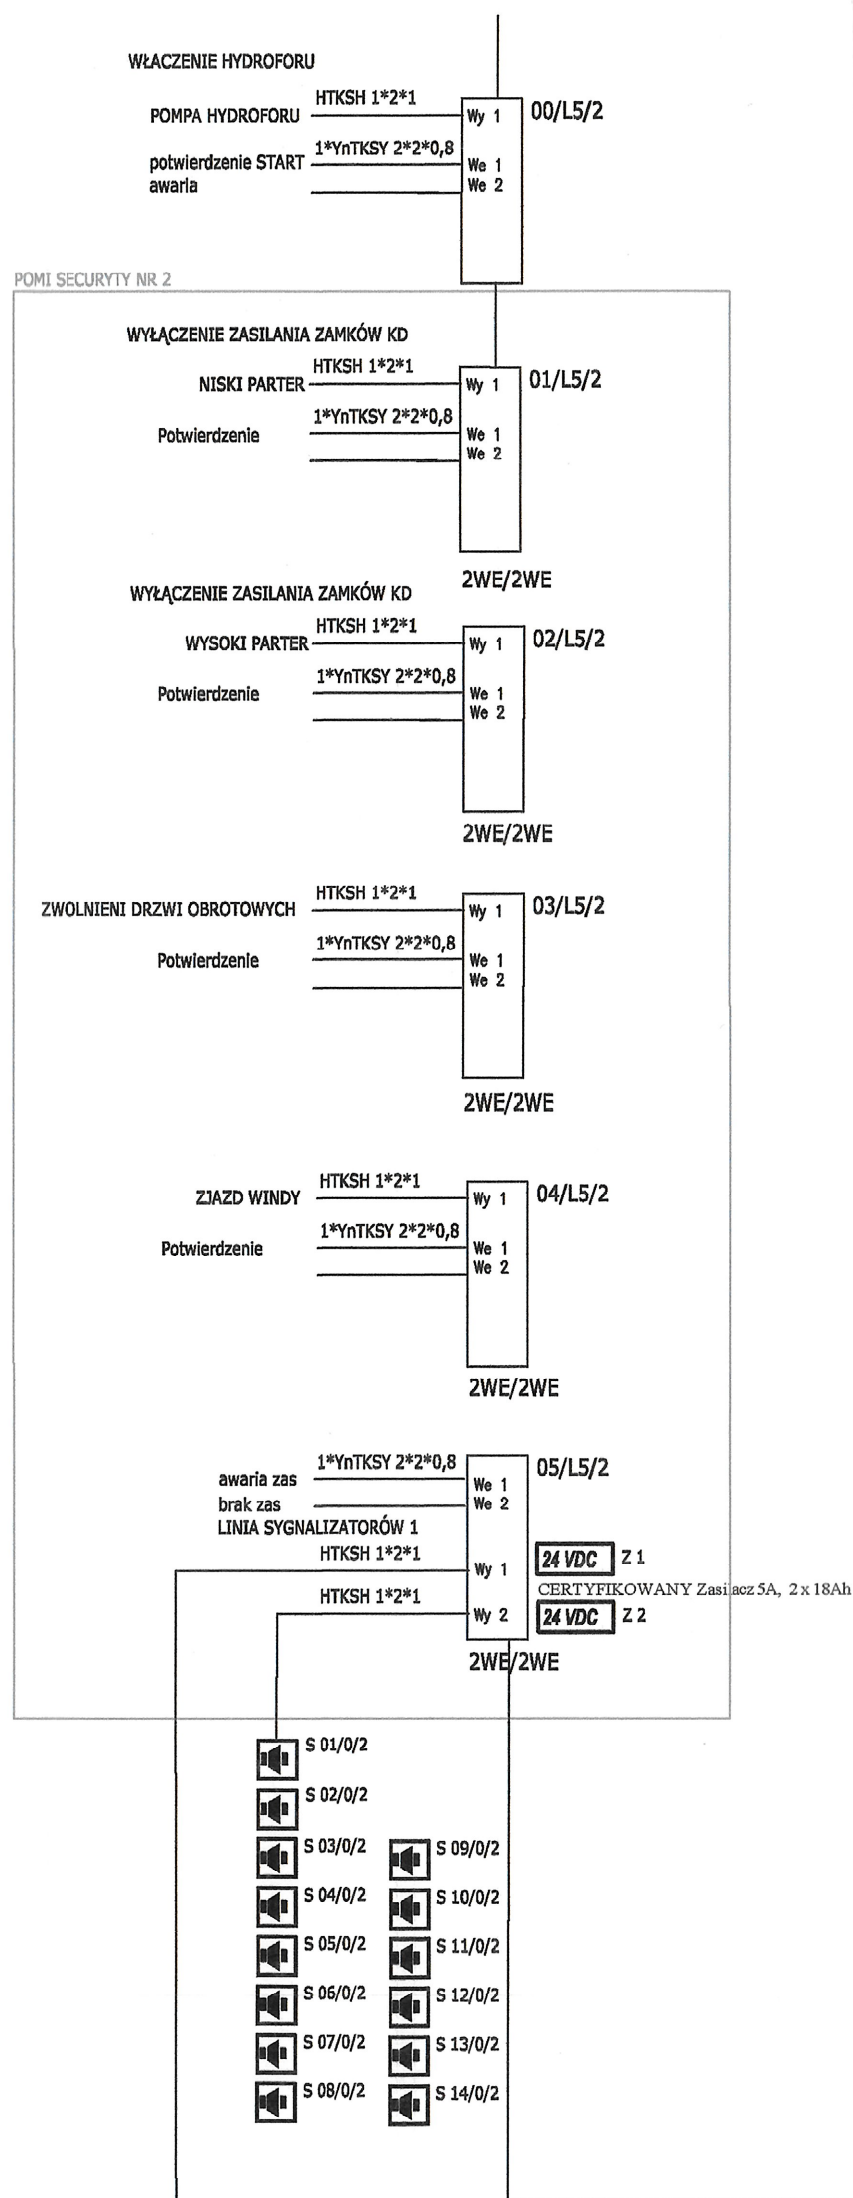 WŁACZENIE HYDROFORU
HTKSH 1*2*1
POMPA HYDROFORU
Wy 1
00/L5/2
1*YnTKSY 2*2*0,8
potwierdzenie START
We 1
awaria
We 2
POMI SECURYTY NR 2
WYŁĄCZENIE ZASILANIA ZAMKÓW KD
HTKSH 1*2*1
NISKI PARTER
Wy 1
01/L5/2
1*YnTKSY 2*2*0,8
Potwierdzenie
We 1
We 2
2WE/2WE
WYŁĄCZENIE ZASILANIA ZAMKÓW KD
HTKSH 1*2*1
WYSOKI PARTER
Wy 1
02/L5/2
1*YnTKSY 2*2*0,8
Potwierdzenie
We 1
We 2
2WE/2WE
HTKSH 1*2*1
ZWOLNIENI DRZWI OBROTOWYCH
Wy 1
03/L5/2
1*YnTKSY 2*2*0,8
Potwierdzenie
We 1
We 2
2WE/2WE
HTKSH 1*2*1
ZJAZD WINDY
Wy 1
04/L5/2
1*YnTKSY 2*2*0,8
Potwierdzenie
We 1
We 2
2WE/2WE
1*YnTKSY 2*2*0,8
05/L5/2
awaria zas
We 1
brak zas
We 2
LINIA SYGNALIZATORÓW 1
HTKSH 1*2*1
Wy 1
24 VDC Z 1
CERTYFIKOWANY Zasilacz 5A, 2 x 18Ah
HTKSH 1*2*1
Wy 2
24 VDC Z 2
2WE/2WE
S 01/0/2
S 02/0/2
S 03/0/2
S 09/0/2
S 04/0/2
S 10/0/2
S 05/0/2
S 11/0/2
S 06/0/2
S 12/0/2
S 07/0/2
S 13/0/2
S 08/0/2
S 14/0/2